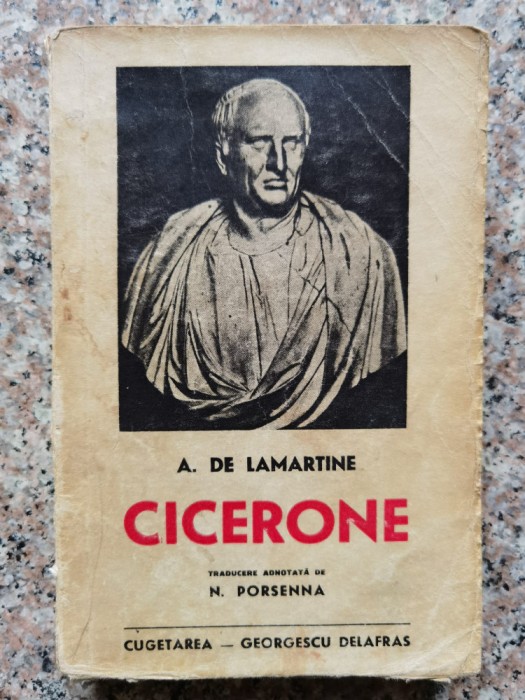 A. DE LAMARTINE
CICERONE
TRADUCERE ADNOTATĂ DE
N. PORSENNA
CUGETAREA — GEORGESCU DELAFRAS